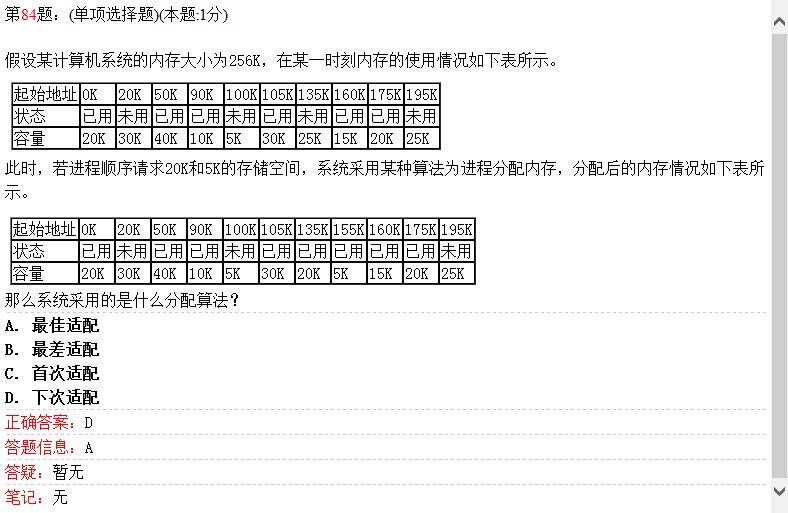 第84题：(单项选择题)(本题:1分)
假设某计算机系统的内存大小为256K，在某一时刻内存的使用情况如下表所示。
起始地址 0K 20K 50K 90K 100K 105K 135K 160K 175K 195K
状态 已用 未用 已用 已用 未用 已用 未用 已用 已用 未用
容量 20K 30K 40K 10K 5K 30K 25K 15K 20K 25K
此时，若进程顺序请求20K和5K的存储空间，系统采用某种算法为进程分配内存，分配后的内存情况如下表所
示。
起始地址 0K 20K 50K 90K 100K 105K 135K 155K 160K 175K 195K
状态 已用 未用 已用 已用 未用 已用 已用 已用 已用 已用 未用
容量 20K 30K 40K 10K 5K 30K 20K 5K 15K 20K 25K
那么系统采用的是什么分配算法？
A. 最佳适配
B. 最差适配
C. 首次适配
D. 下次适配
正确答案：D
答题信息：A
答疑：暂无
笔记：无